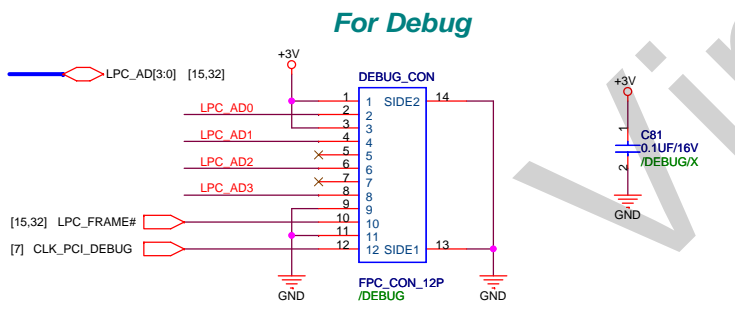 For Debug
+3V
LPC_AD[3:0] [15,32]
DEBUG_CON
+3V
1 1 SIDE2 14
LPC_AD0 2 2
3 3
LPC_AD1 4 4
5 5
LPC_AD2 6 6
7 7
LPC_AD3 8 8
9 9
[15,32] LPC_FRAME# 10 10
11 11
[7] CLK_PCI_DEBUG 12 12 SIDE1 13
1
C81
0.1UF/16V
2 /DEBUG/X
GND
FPC_CON_12P
GND /DEBUG GND